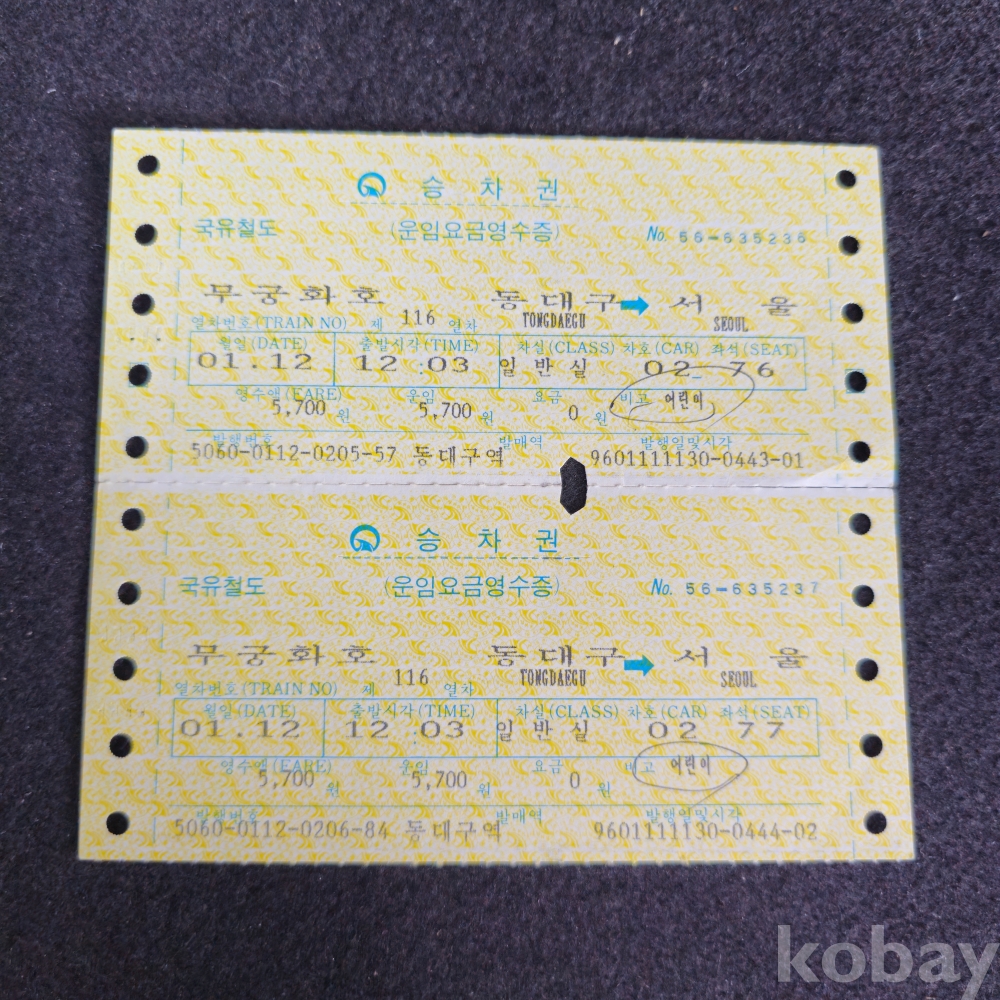 승 차 권
국유철도 (운임요금영수증) No. 56-635236
무궁화호 동대구 → 서 울
열차번호(TRAIN NO) 제 116 열차 TONGDAEGU SEOUL
월일(DATE) 출발시각(TIME) 차실(CLASS) 차호(CAR) 좌석(SEAT)
01.12 12:03 일반실 02 76
영수액(FARE) 5,700 원 운임 5,700 원 요금 0 원 비고 어린이
발행번호 발매역 발행일및시각
5060-0112-0205-57 동대구역 9601111130-0443-01
승 차 권
국유철도 (운임요금영수증) No. 56-635237
무궁화호 동대구 → 서 울
열차번호(TRAIN NO) 제 116 열차 TONGDAEGU SEOUL
월일(DATE) 출발시각(TIME) 차실(CLASS) 차호(CAR) 좌석(SEAT)
01.12 12:03 일반실 02 77
영수액(FARE) 5,700 원 운임 5,700 원 요금 0 원 비고 어린이
발행번호 발매역 발행일및시각
5060-0112-0206-84 동대구역 9601111130-0444-02
kobay